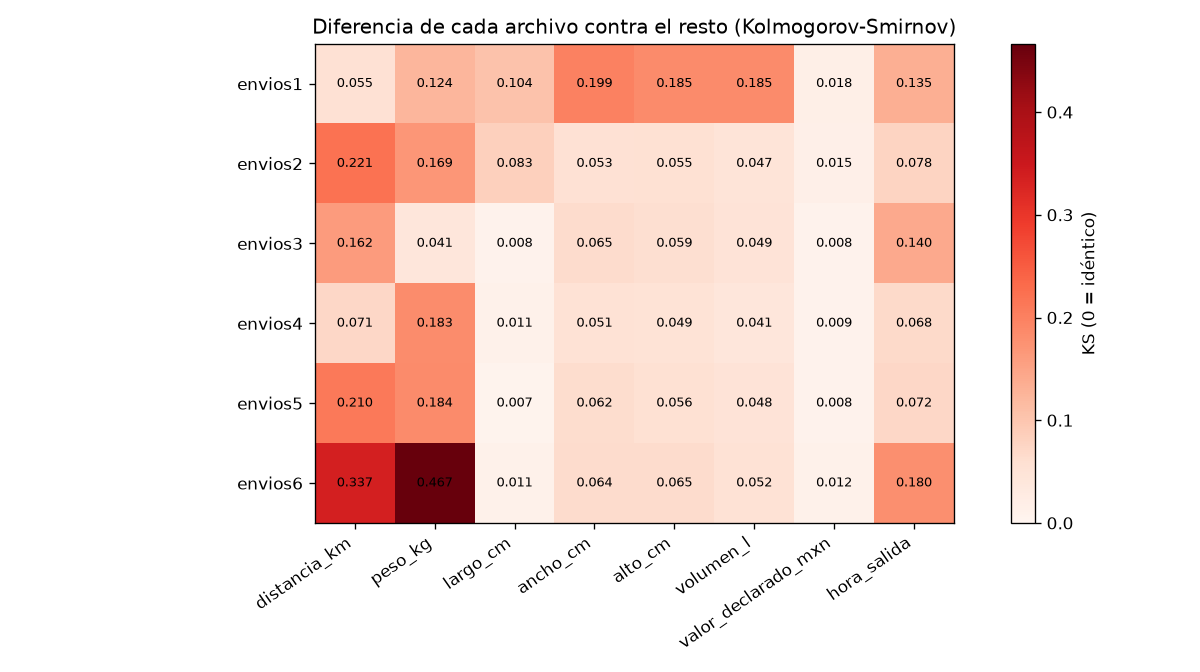 Diferencia de cada archivo contra el resto (Kolmogorov-Smirnov)
envios1 0.055 0.124 0.104 0.199 0.185 0.185 0.018 0.135
envios2 0.221 0.169 0.083 0.053 0.055 0.047 0.015 0.078
envios3 0.162 0.041 0.008 0.065 0.059 0.049 0.008 0.140
envios4 0.071 0.183 0.011 0.051 0.049 0.041 0.009 0.068
envios5 0.210 0.184 0.007 0.062 0.056 0.048 0.008 0.072
envios6 0.337 0.467 0.011 0.064 0.065 0.052 0.012 0.180
distancia_km peso_kg largo_cm ancho_cm alto_cm volumen_l valor_declarado_mxn hora_salida
0.4
0.3
0.2
0.1
0.0
KS (0 = idéntico)